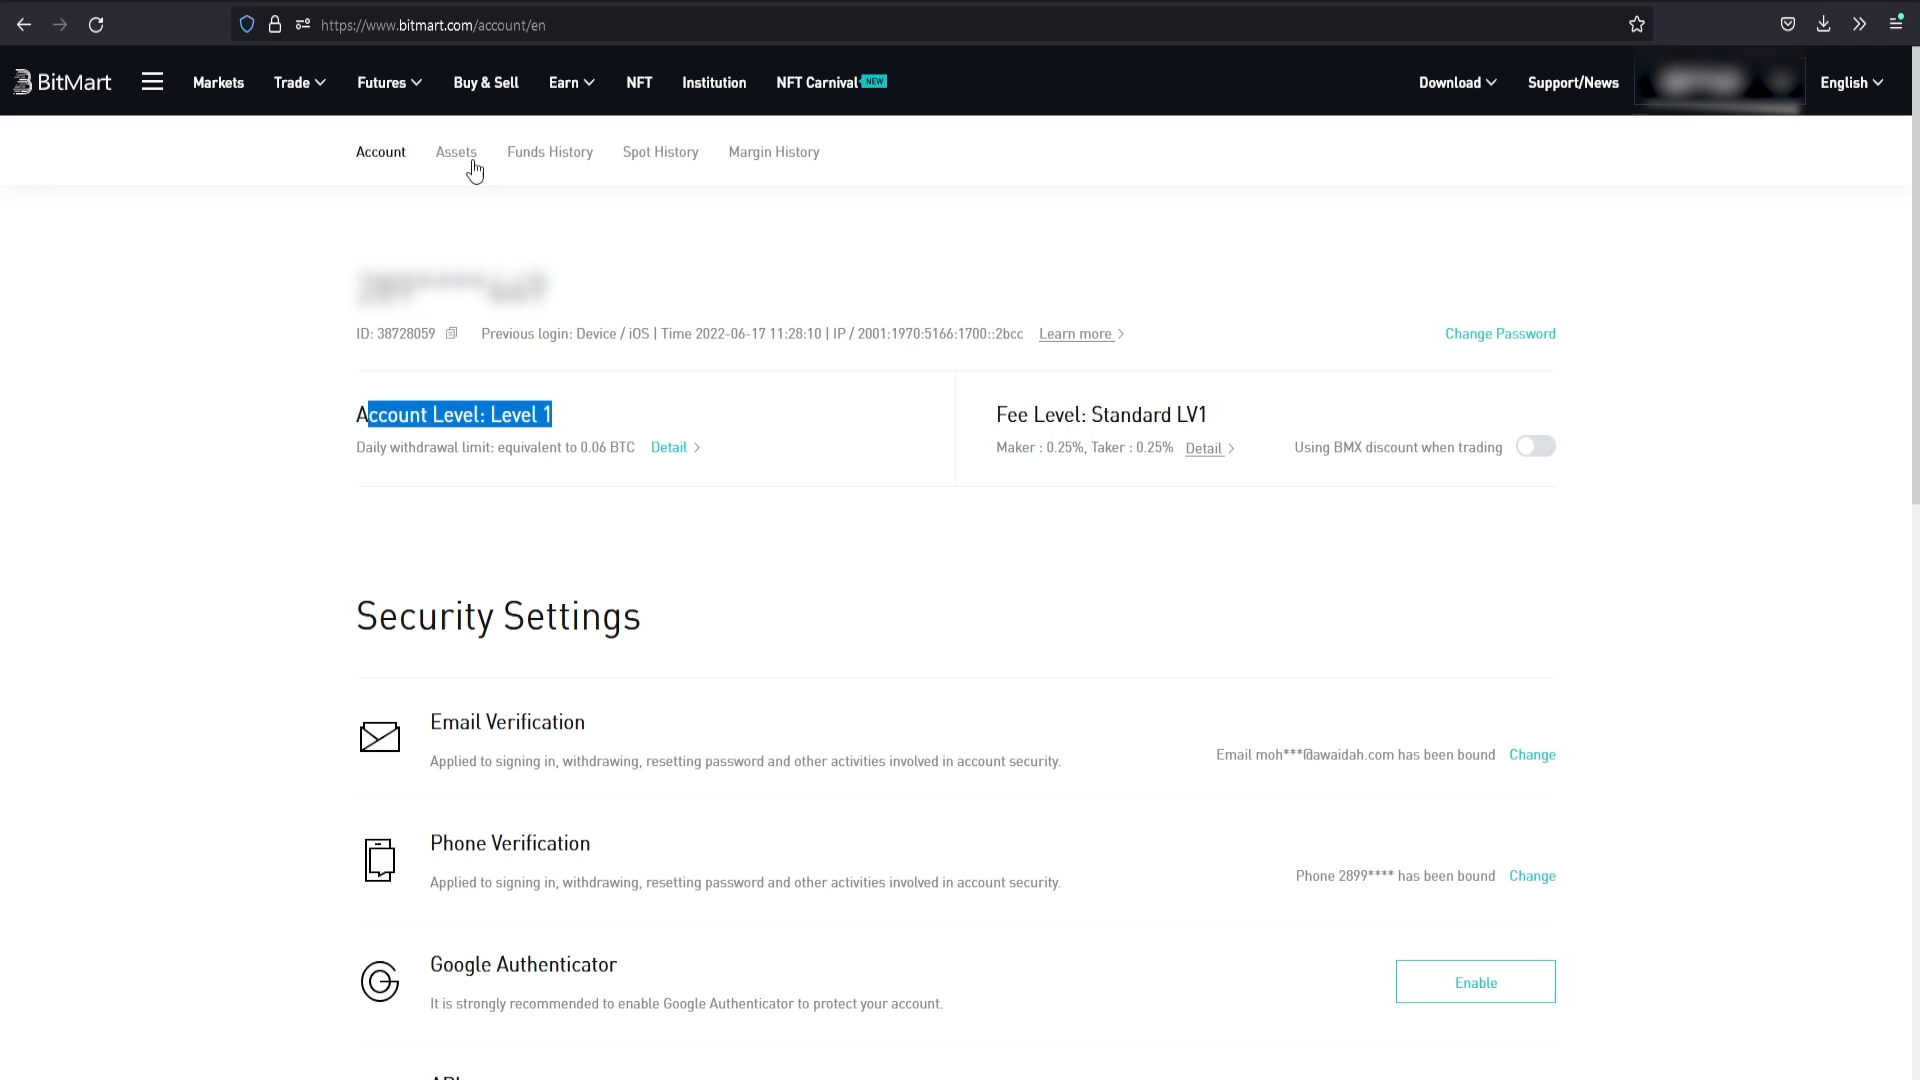 https://www.bitmart.com/account/en
BitMart
Markets
Trade
Futures
Buy & Sell
Earn
NFT
Institution
NFT Carnival NEW
Download
Support/News
English
Account
Assets
Funds History
Spot History
Margin History
ID: 38728059
Previous login: Device / iOS | Time 2022-06-17 11:28:10 | IP / 2001:1970:5166:1700::2bcc
Learn more
Change Password
Account Level: Level 1
Daily withdrawal limit: equivalent to 0.06 BTC Detail
Fee Level: Standard LV1
Maker : 0.25%, Taker : 0.25% Detail
Using BMX discount when trading
Security Settings
Email Verification
Applied to signing in, withdrawing, resetting password and other activities involved in account security.
Email moh***@awaidah.com has been bound Change
Phone Verification
Applied to signing in, withdrawing, resetting password and other activities involved in account security.
Phone 2899**** has been bound Change
Google Authenticator
It is strongly recommended to enable Google Authenticator to protect your account.
Enable